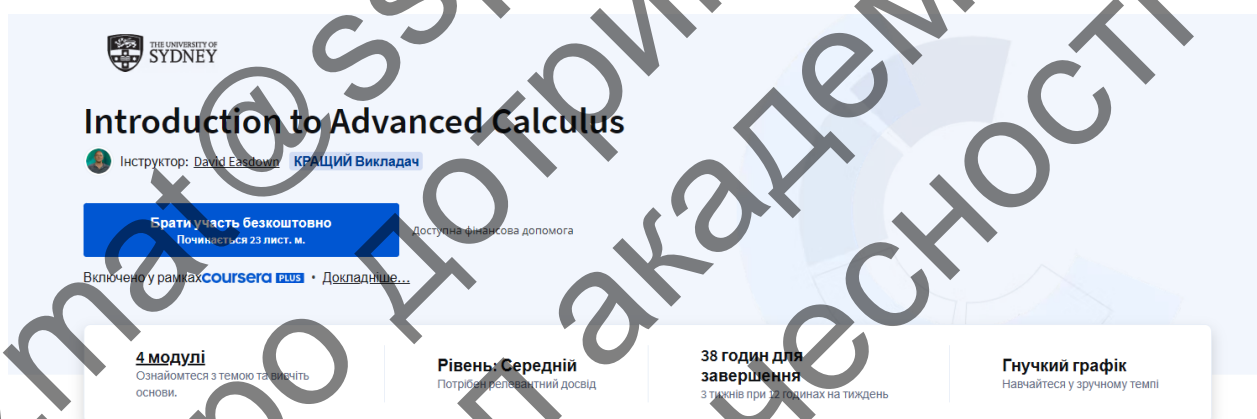 THE UNIVERSITY OF
SYDNEY
Introduction to Advanced Calculus
Інструктор: David Easdown КРАЩИЙ Викладач
Брати участь безкоштовно
Починається 23 лист. м.
Доступна фінансова допомога
Включено у рамках coursera PLUS • Докладніше...
4 модулі
Ознайомтеся з темою та вивчіть
основи.
Рівень: Середній
Потрібен релевантний досвід
38 годин для
завершення
3 тижнів при 12 годинах на тиждень
Гнучкий графік
Навчайтеся у зручному темпі